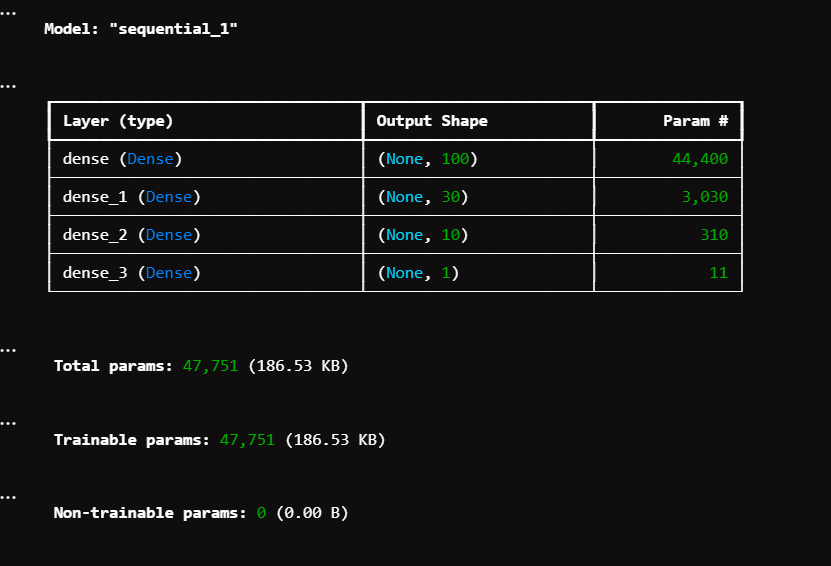 ...
Model: "sequential_1"
...
Layer (type) Output Shape Param #
dense (Dense) (None, 100) 44,400
dense_1 (Dense) (None, 30) 3,030
dense_2 (Dense) (None, 10) 310
dense_3 (Dense) (None, 1) 11
...
Total params: 47,751 (186.53 KB)
...
Trainable params: 47,751 (186.53 KB)
...
Non-trainable params: 0 (0.00 B)